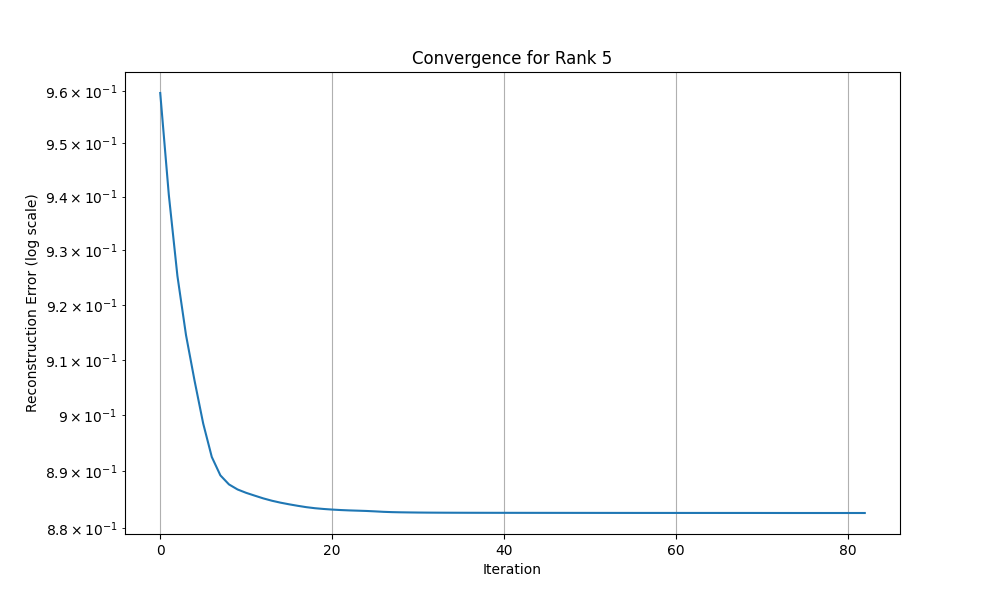 Convergence for Rank 5
Reconstruction Error (log scale)
9.6 × 10⁻¹
9.5 × 10⁻¹
9.4 × 10⁻¹
9.3 × 10⁻¹
9.2 × 10⁻¹
9.1 × 10⁻¹
9 × 10⁻¹
8.9 × 10⁻¹
8.8 × 10⁻¹
0 20 40 60 80
Iteration